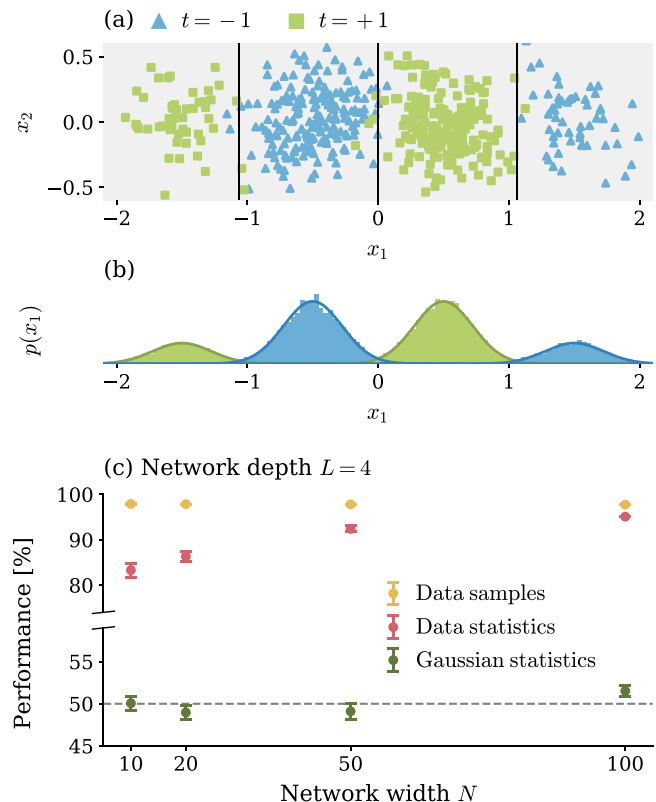 (a) t = −1 t = +1
0.5
0.0
−0.5
x₂
−2 −1 0 1 2
x₁
(b)
p(x₁)
−2 −1 0 1 2
x₁
(c) Network depth L = 4
100
90
80
55
50
45
Performance [%]
Data samples
Data statistics
Gaussian statistics
10 20 50 100
Network width N